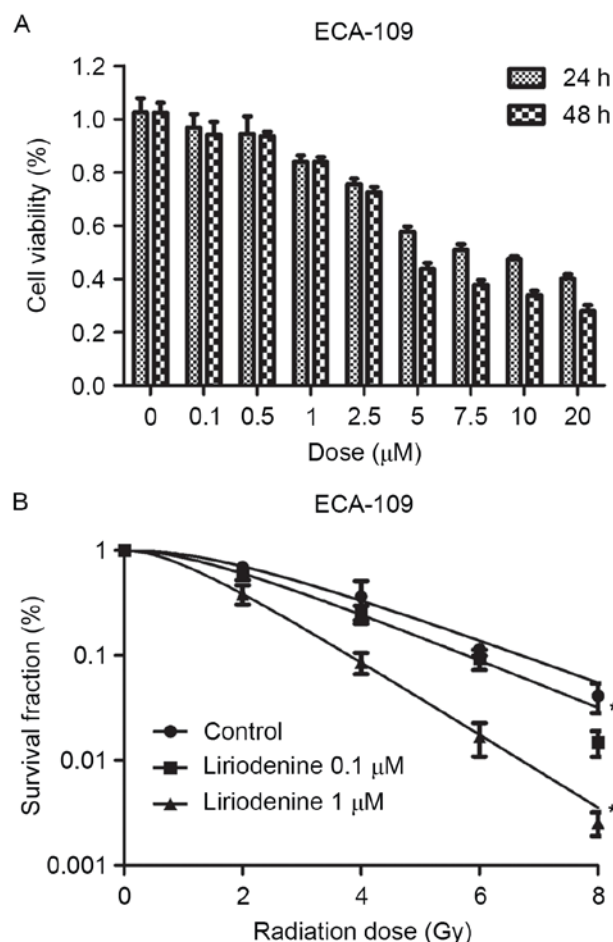 A
ECA-109
24 h
48 h
1.2
1.0
0.8
0.6
0.4
0.2
0.0
Cell viability (%)
0 0.1 0.5 1 2.5 5 7.5 10 20
Dose (μM)
B
ECA-109
1
0.1
0.01
0.001
Survival fraction (%)
Control
Liriodenine 0.1 μM
Liriodenine 1 μM
*
*
0 2 4 6 8
Radiation dose (Gy)